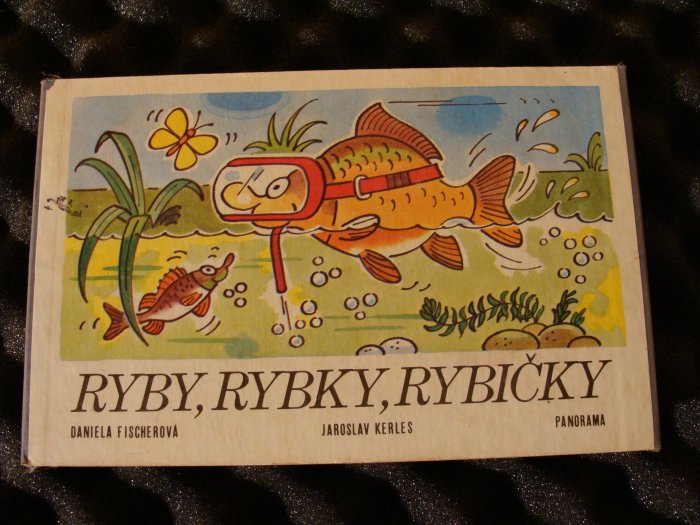 RYBY, RYBKY, RYBIČKY
DANIELA FISCHEROVÁ JAROSLAV KERLES PANORAMA